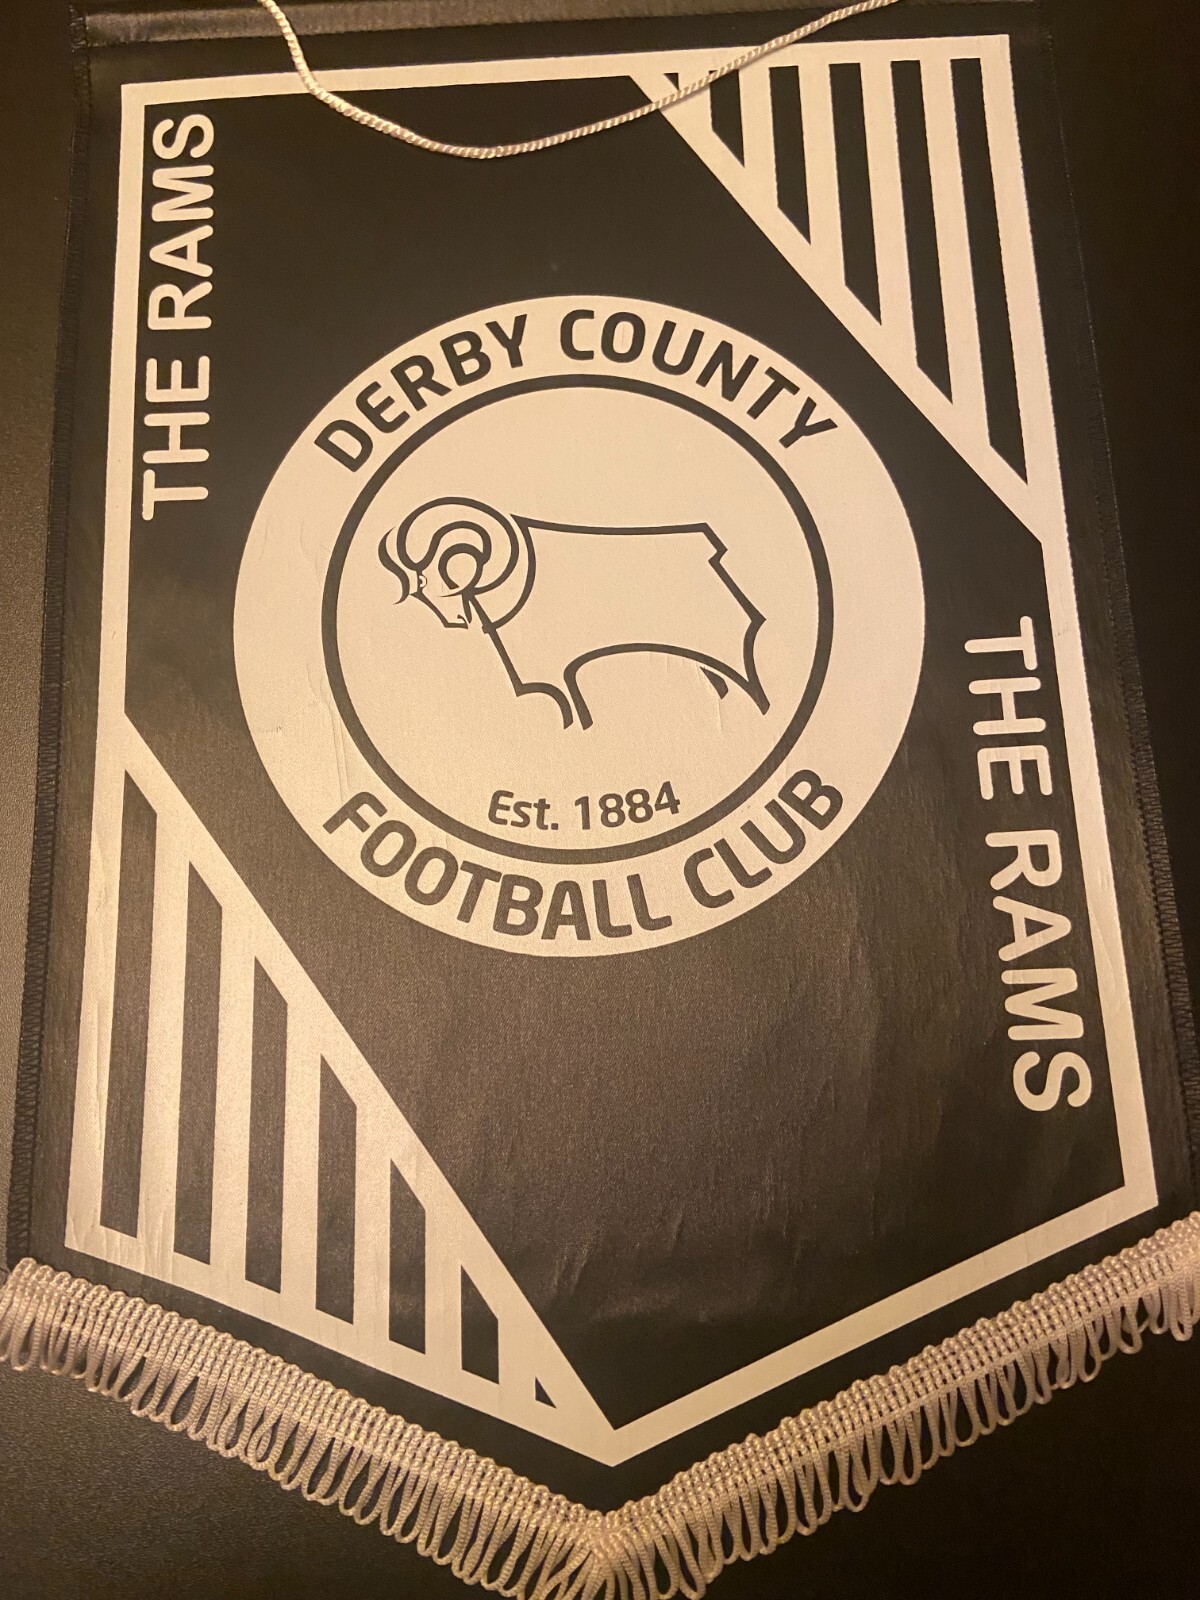 THE RAMS
DERBY COUNTY
Est. 1884
FOOTBALL CLUB
THE RAMS